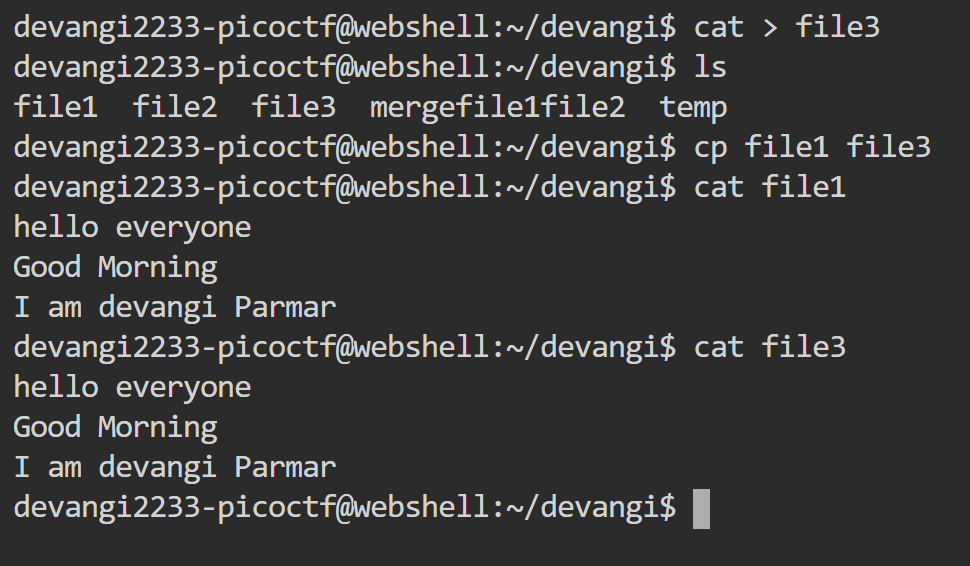 devangi2233-picoctf@webshell:~/devangi$ cat > file3
devangi2233-picoctf@webshell:~/devangi$ ls
file1  file2  file3  mergefile1file2  temp
devangi2233-picoctf@webshell:~/devangi$ cp file1 file3
devangi2233-picoctf@webshell:~/devangi$ cat file1
hello everyone
Good Morning
I am devangi Parmar
devangi2233-picoctf@webshell:~/devangi$ cat file3
hello everyone
Good Morning
I am devangi Parmar
devangi2233-picoctf@webshell:~/devangi$